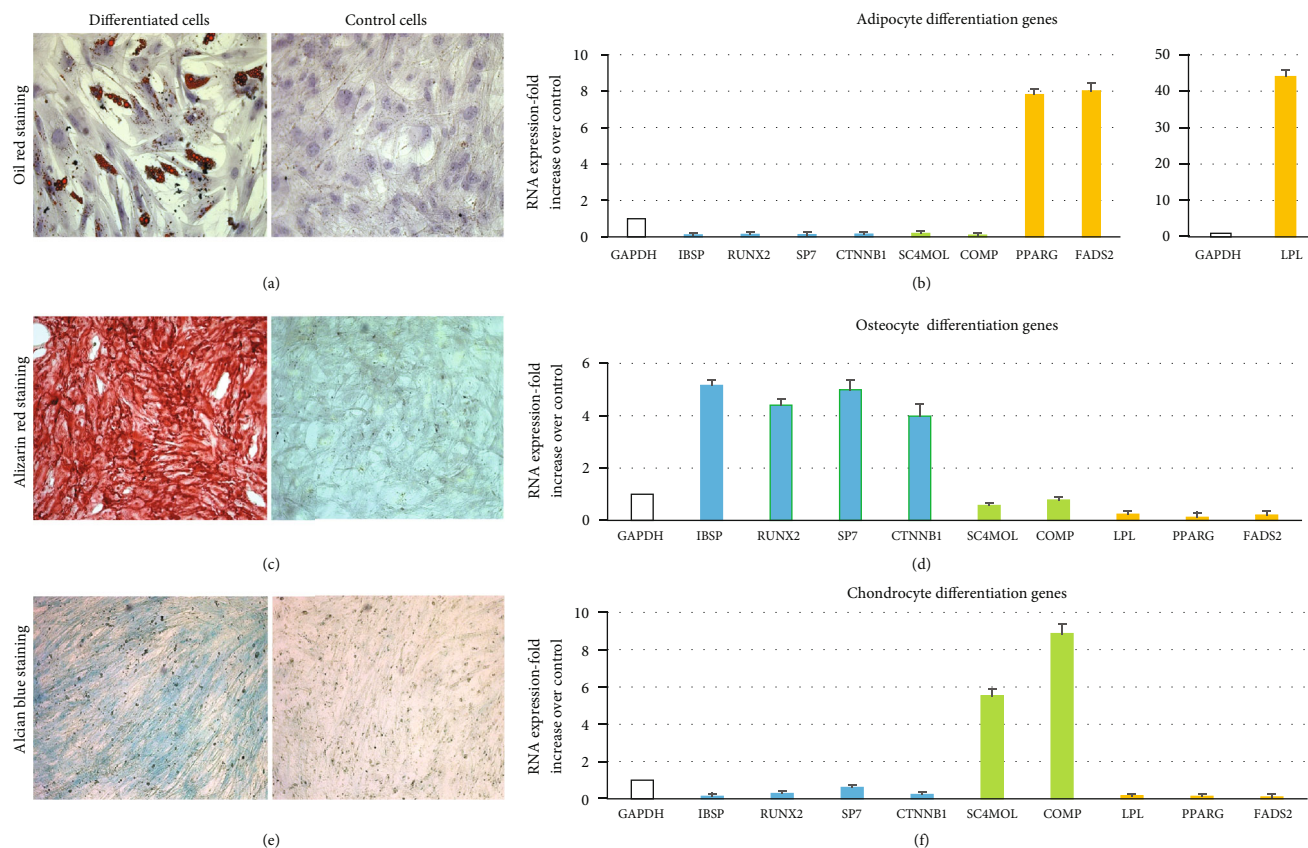 Differentiated cells
Control cells
Oil red staining
(a)
Adipocyte differentiation genes
RNA expression-fold
increase over control
10
8
6
4
2
0
GAPDH IBSP RUNX2 SP7 CTNNB1 SC4MOL COMP PPARG FADS2
50
40
30
20
10
0
GAPDH LPL
(b)
Alizarin red staining
(c)
Osteocyte differentiation genes
RNA expression-fold
increase over control
6
4
2
0
GAPDH IBSP RUNX2 SP7 CTNNB1 SC4MOL COMP LPL PPARG FADS2
(d)
Alcian blue staining
(e)
Chondrocyte differentiation genes
RNA expression-fold
increase over control
10
8
6
4
2
0
GAPDH IBSP RUNX2 SP7 CTNNB1 SC4MOL COMP LPL PPARG FADS2
(f)